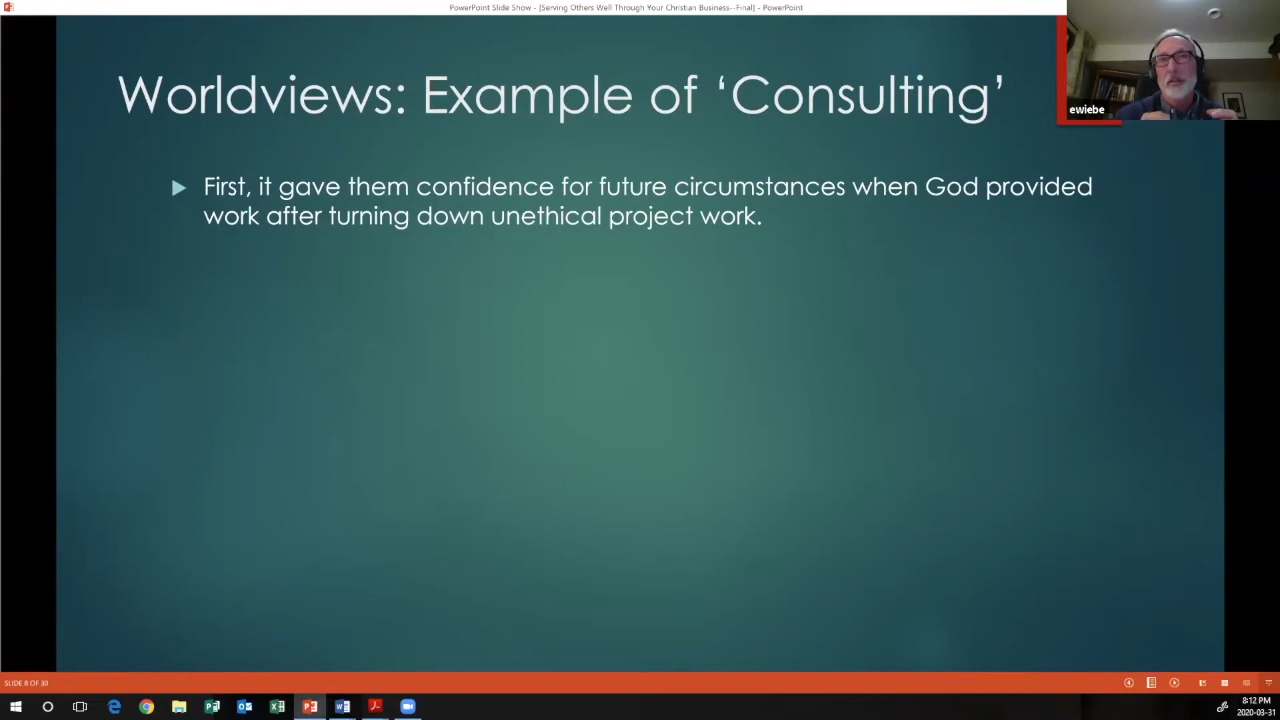 PowerPoint Slide Show - [Serving Others Well Through Your Christian Business--Final] - PowerPoint
Worldviews: Example of ‘Consulting’
ewiebe
First, it gave them confidence for future circumstances when God provided
work after turning down unethical project work.
SLIDE 8 OF 30
8:12 PM
2020-03-31